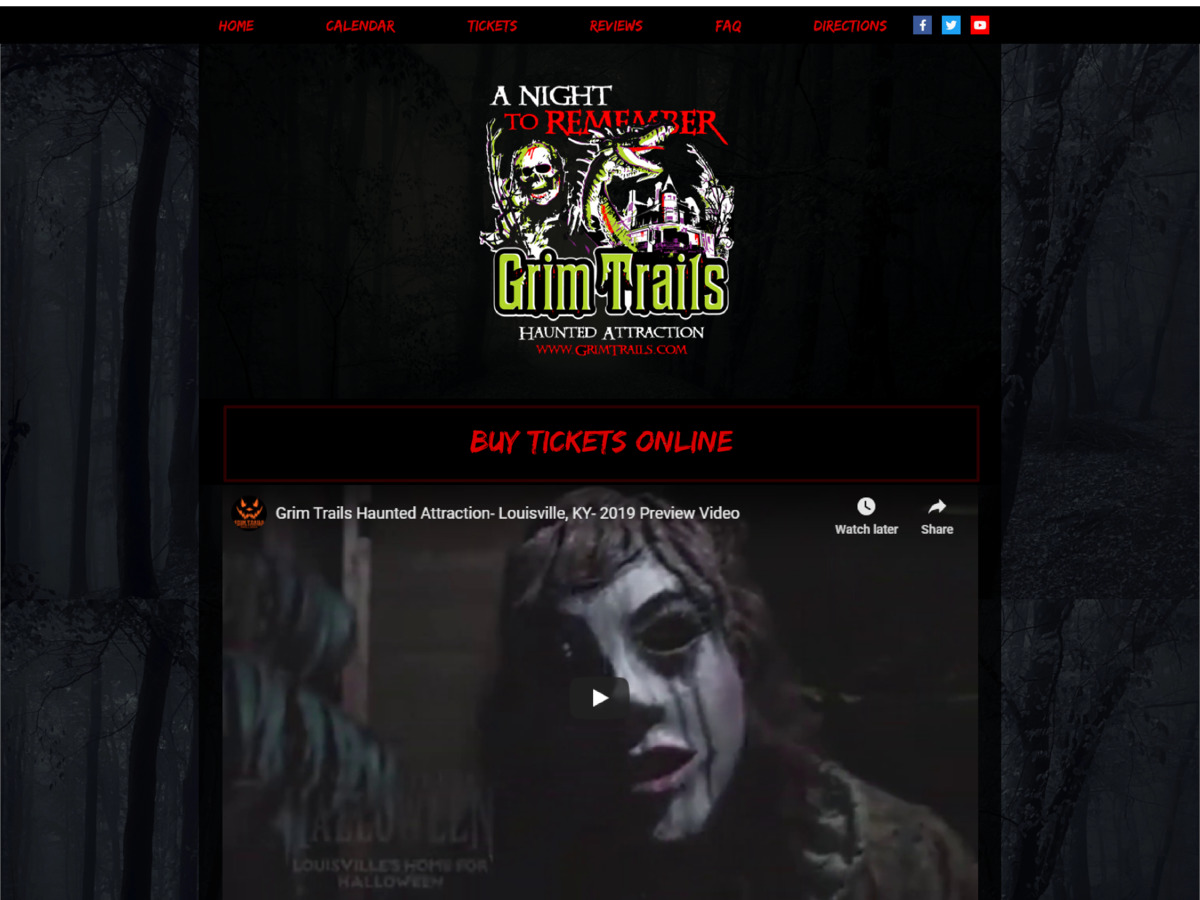 HOME CALENDAR TICKETS REVIEWS FAQ DIRECTIONS
A NIGHT
TO REMEMBER
Grim Trails
HAUNTED ATTRACTION
WWW.GRIMTRAILS.COM
BUY TICKETS ONLINE
Grim Trails Haunted Attraction- Louisville, KY- 2019 Preview Video
Watch later Share
HALLOWEEN
LOUISVILLE'S HOME FOR
HALLOWEEN